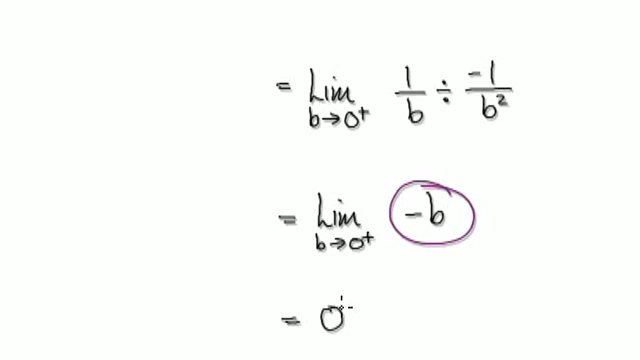 = Lim b→0⁺ 1/b ÷ -1/b²
= Lim b→0⁺ -b
= 0